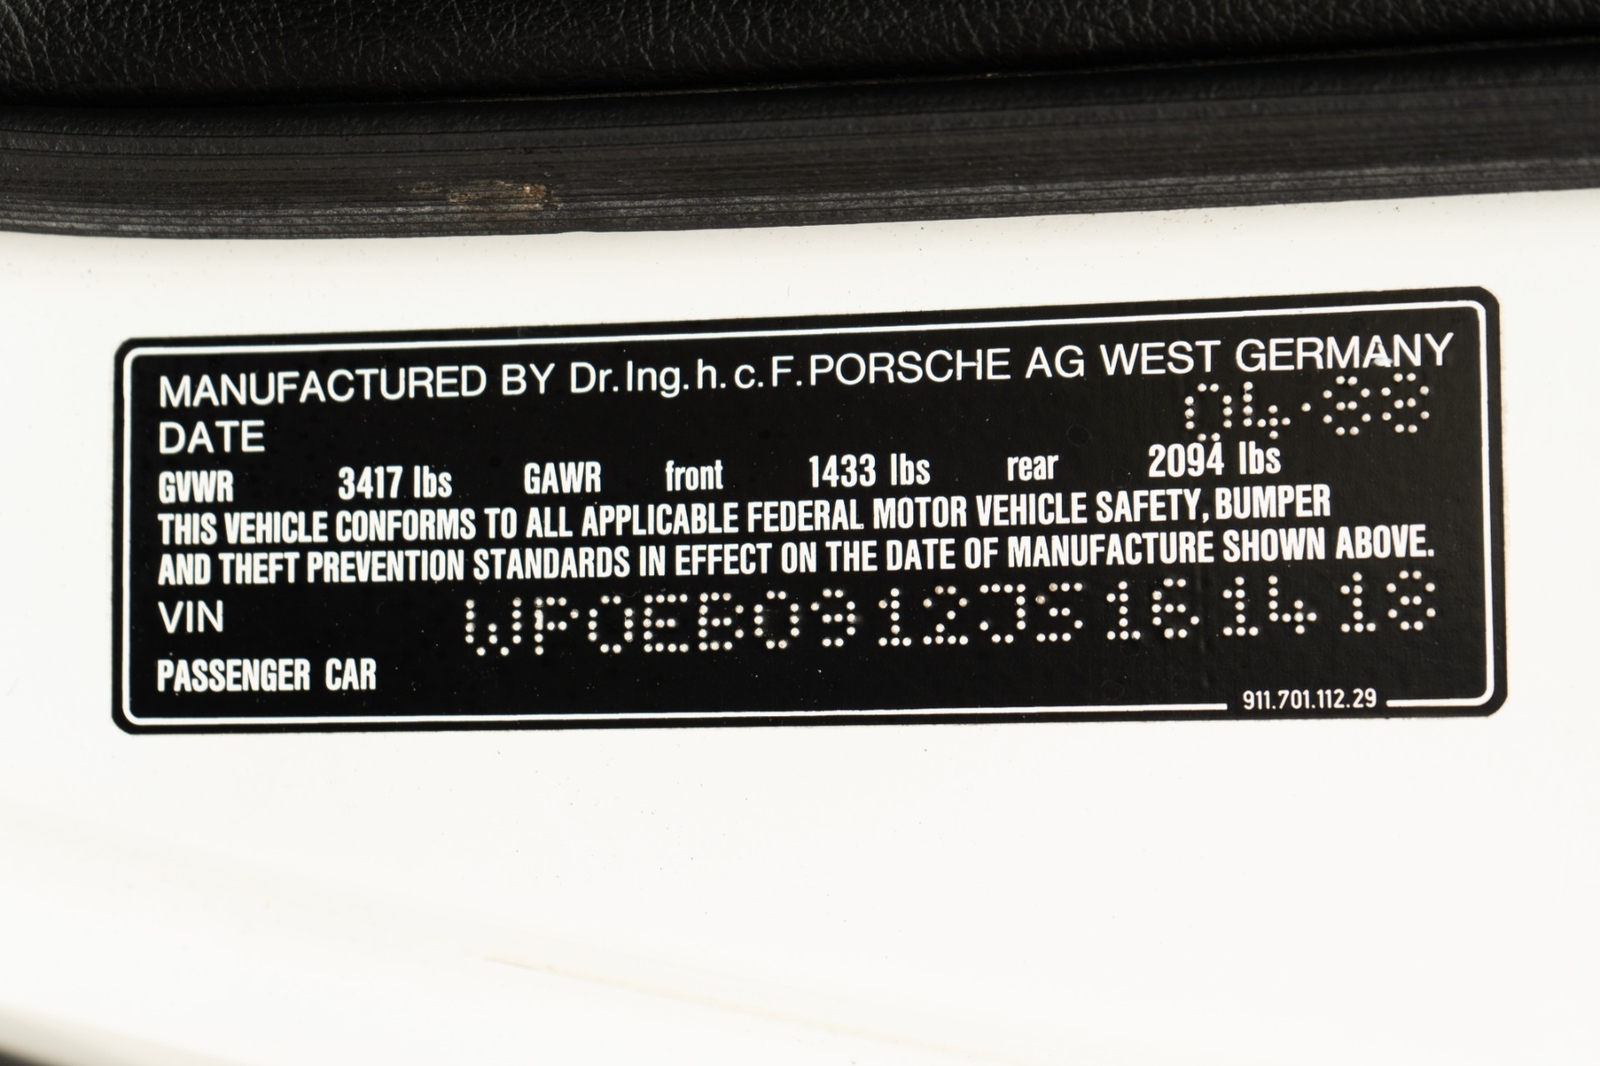 MANUFACTURED BY Dr.Ing.h.c.F.PORSCHE AG WEST GERMANY
DATE 04·88
GVWR 3417 lbs GAWR front 1433 lbs rear 2094 lbs
THIS VEHICLE CONFORMS TO ALL APPLICABLE FEDERAL MOTOR VEHICLE SAFETY, BUMPER
AND THEFT PREVENTION STANDARDS IN EFFECT ON THE DATE OF MANUFACTURE SHOWN ABOVE.
VIN WP0EB0912JS161418
PASSENGER CAR
911.701.112.29